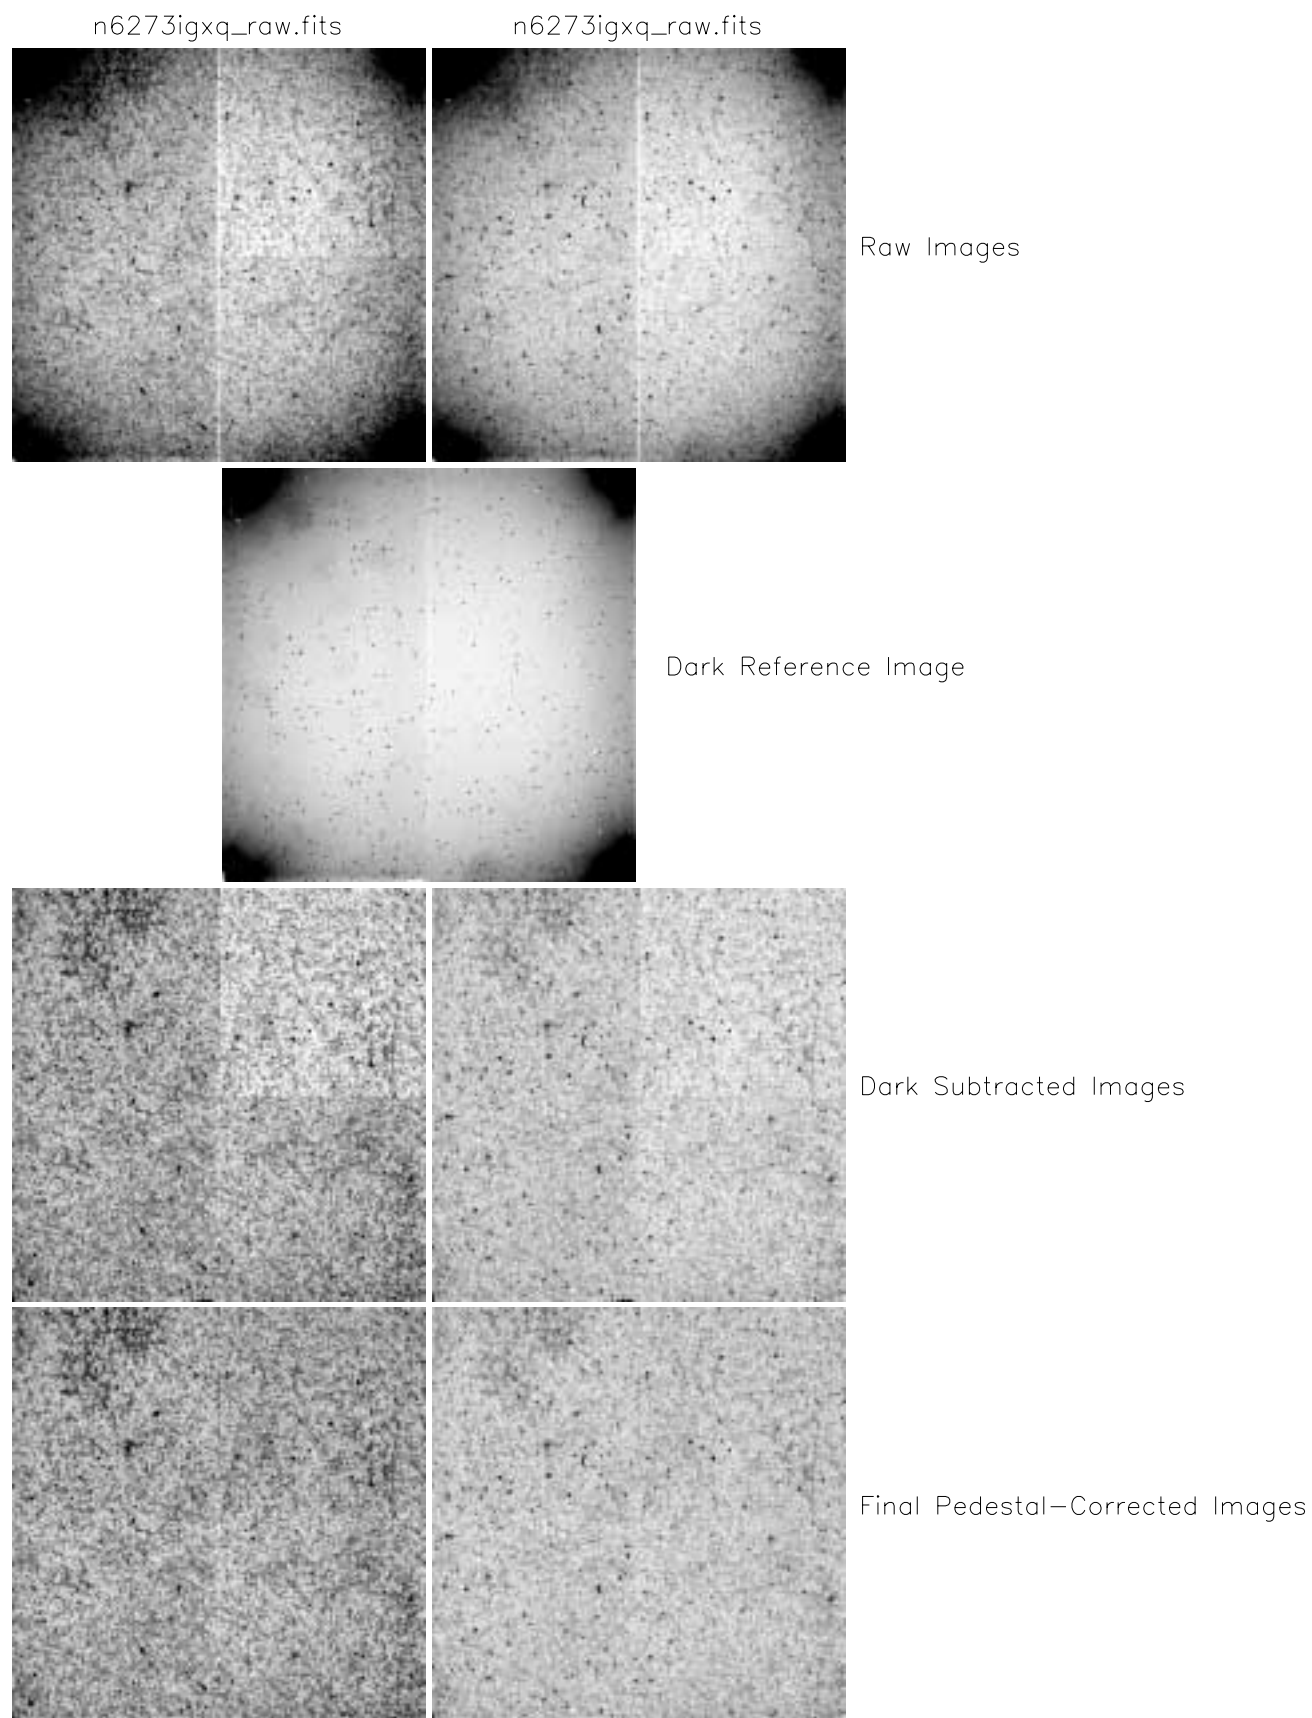 n6273igxq_raw.fits
n6273igxq_raw.fits
Raw Images
Dark Reference Image
Dark Subtracted Images
Final Pedestal-Corrected Images